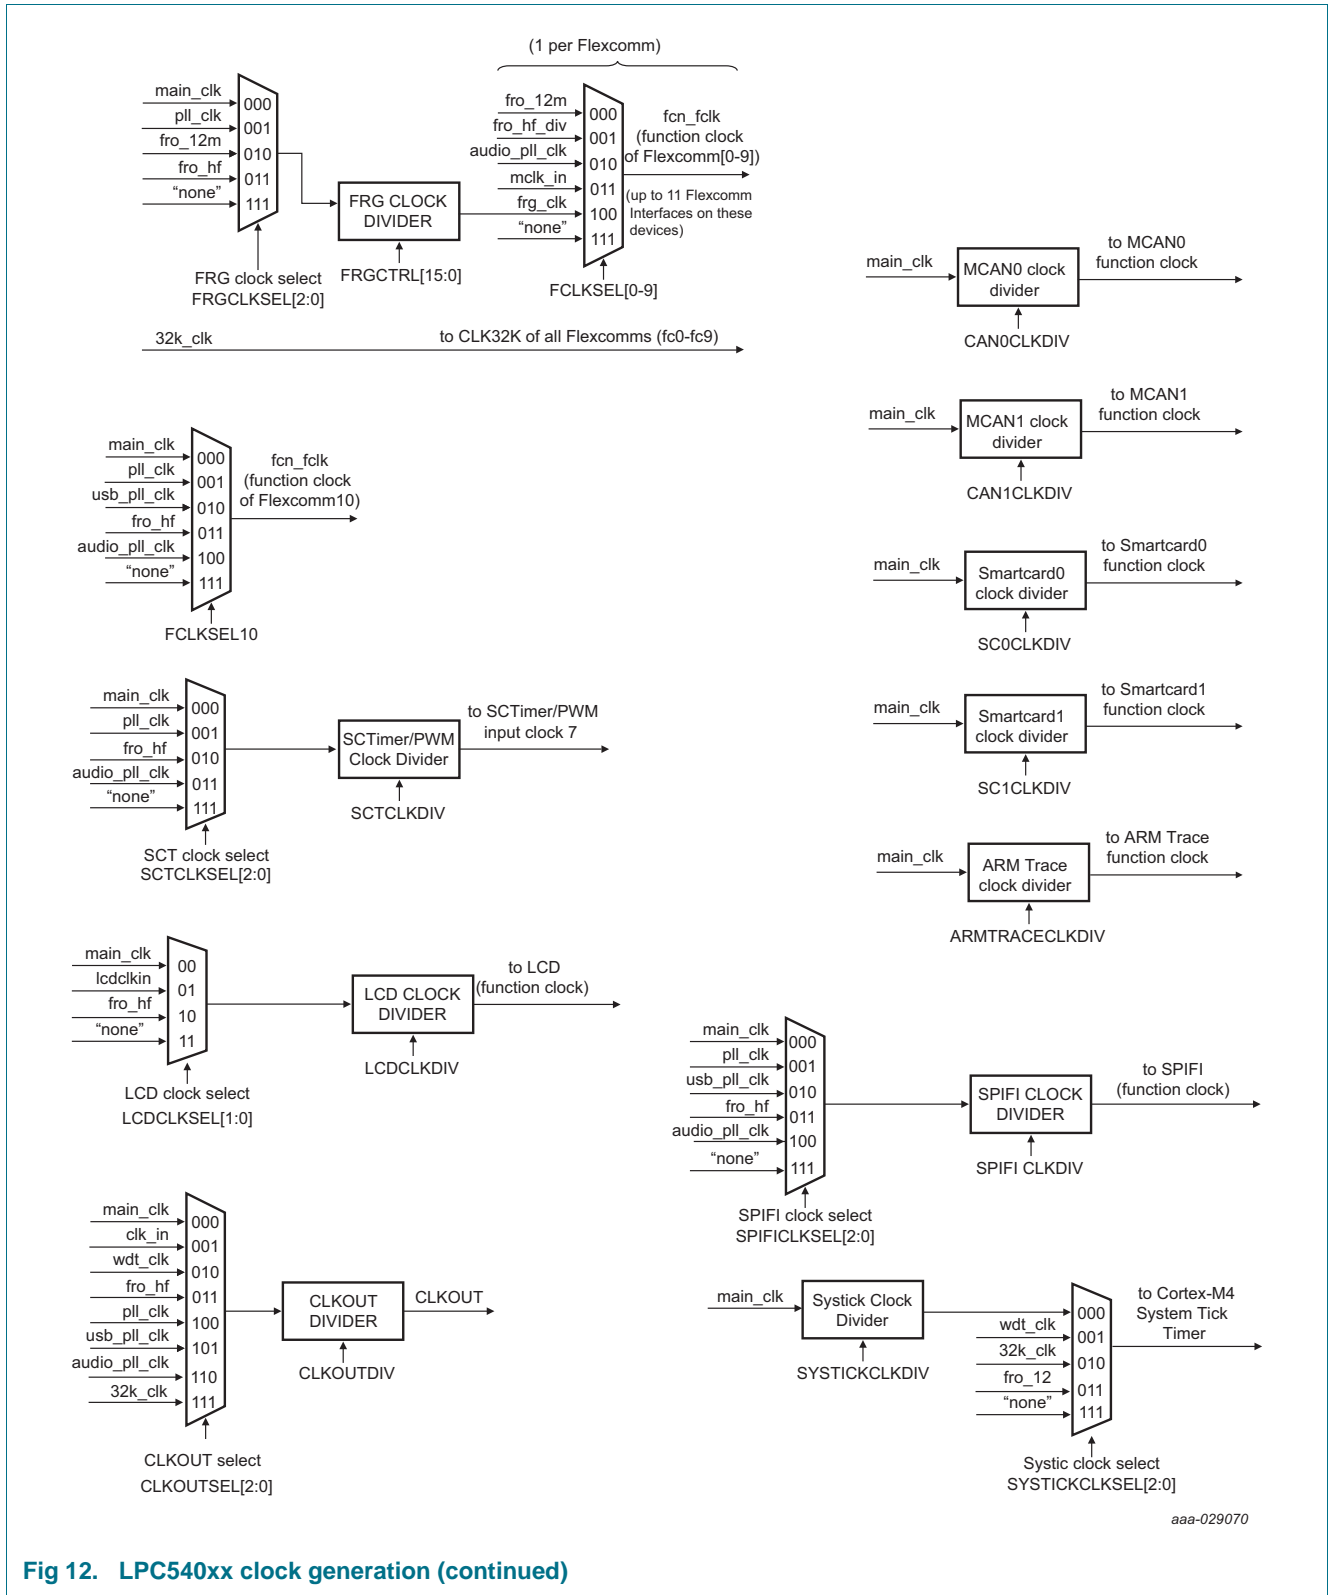 (1 per Flexcomm)
main_clk
pll_clk
fro_12m
fro_hf
“none”
000
001
010
011
111
FRG clock select
FRGCLKSEL[2:0]
FRG CLOCK
DIVIDER
FRGCTRL[15:0]
fro_12m
fro_hf_div
audio_pll_clk
mclk_in
frg_clk
“none”
000
001
010
011
100
111
FCLKSEL[0-9]
fcn_fclk
(function clock
of Flexcomm[0-9])
(up to 11 Flexcomm
Interfaces on these
devices)
32k_clk
to CLK32K of all Flexcomms (fc0-fc9)
main_clk
MCAN0 clock
divider
CAN0CLKDIV
to MCAN0
function clock
main_clk
MCAN1 clock
divider
CAN1CLKDIV
to MCAN1
function clock
main_clk
pll_clk
usb_pll_clk
fro_hf
audio_pll_clk
“none”
000
001
010
011
100
111
FCLKSEL10
fcn_fclk
(function clock
of Flexcomm10)
main_clk
Smartcard0
clock divider
SC0CLKDIV
to Smartcard0
function clock
main_clk
pll_clk
fro_hf
audio_pll_clk
“none”
000
001
010
011
111
SCT clock select
SCTCLKSEL[2:0]
SCTimer/PWM
Clock Divider
SCTCLKDIV
to SCTimer/PWM
input clock 7
main_clk
Smartcard1
clock divider
SC1CLKDIV
to Smartcard1
function clock
main_clk
ARM Trace
clock divider
ARMTRACECLKDIV
to ARM Trace
function clock
main_clk
lcdclkin
fro_hf
“none”
00
01
10
11
LCD clock select
LCDCLKSEL[1:0]
LCD CLOCK
DIVIDER
LCDCLKDIV
to LCD
(function clock)
main_clk
pll_clk
usb_pll_clk
fro_hf
audio_pll_clk
“none”
000
001
010
011
100
111
SPIFI clock select
SPIFICLKSEL[2:0]
SPIFI CLOCK
DIVIDER
SPIFI CLKDIV
to SPIFI
(function clock)
main_clk
clk_in
wdt_clk
fro_hf
pll_clk
usb_pll_clk
audio_pll_clk
32k_clk
000
001
010
011
100
101
110
111
CLKOUT select
CLKOUTSEL[2:0]
CLKOUT
DIVIDER
CLKOUTDIV
CLKOUT
main_clk
Systick Clock
Divider
SYSTICKCLKDIV
wdt_clk
32k_clk
fro_12
“none”
000
001
010
011
111
Systic clock select
SYSTICKCLKSEL[2:0]
to Cortex-M4
System Tick
Timer
aaa-029070
Fig 12. LPC540xx clock generation (continued)